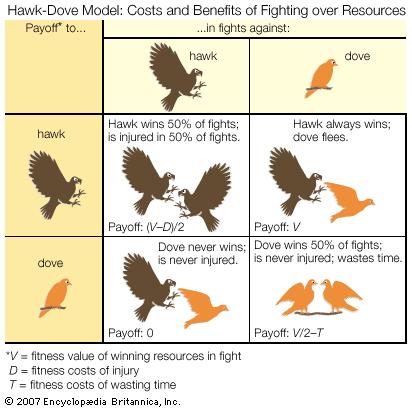 Hawk-Dove Model: Costs and Benefits of Fighting over Resources
Payoff* to...
...in fights against:
hawk
dove
hawk
Hawk wins 50% of fights;
is injured in 50% of fights.
Payoff: (V–D)/2
Hawk always wins;
dove flees.
Payoff: V
dove
Dove never wins;
is never injured.
Payoff: 0
Dove wins 50% of fights;
is never injured; wastes time.
Payoff: V/2–T
*V = fitness value of winning resources in fight
D = fitness costs of injury
T = fitness costs of wasting time
© 2007 Encyclopædia Britannica, Inc.